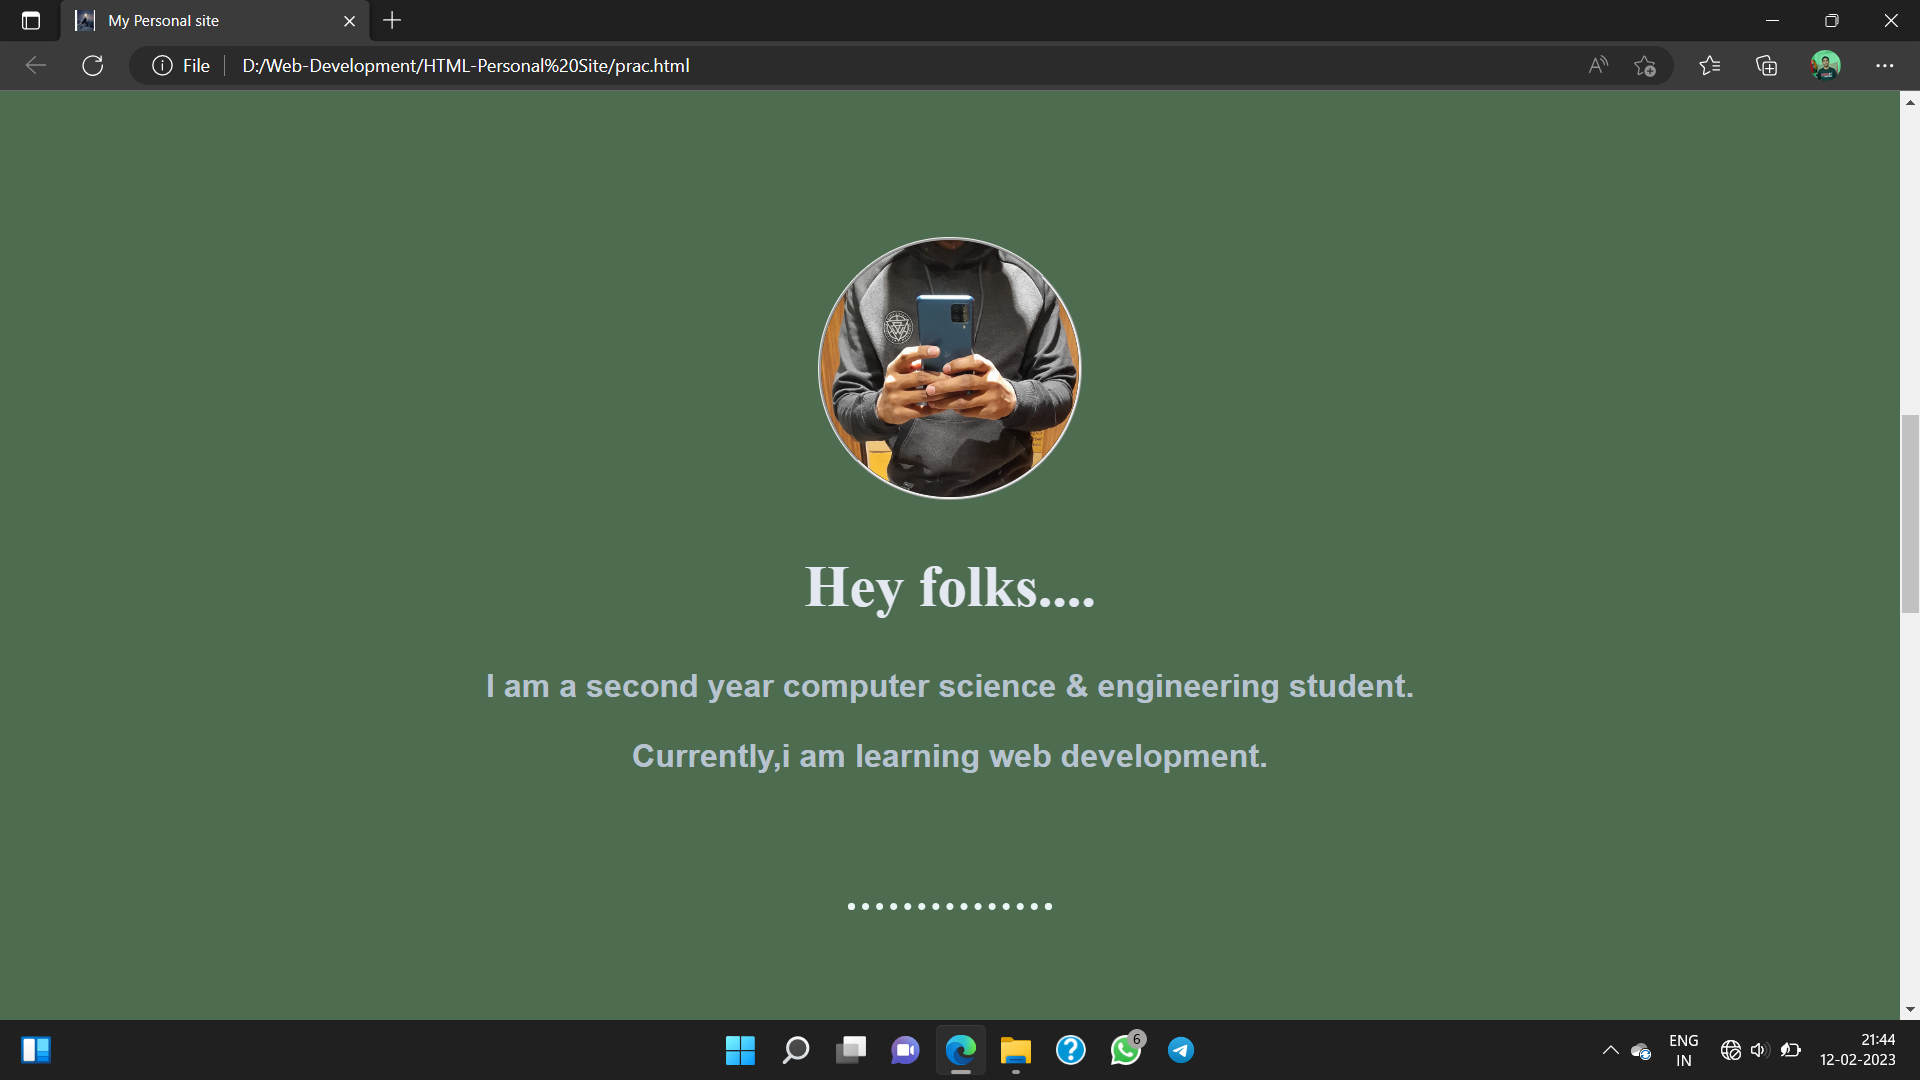 My Personal site
File D:/Web-Development/HTML-Personal%20Site/prac.html
Hey folks....
I am a second year computer science & engineering student.
Currently,i am learning web development.
6
ENG
IN
21:44
12-02-2023